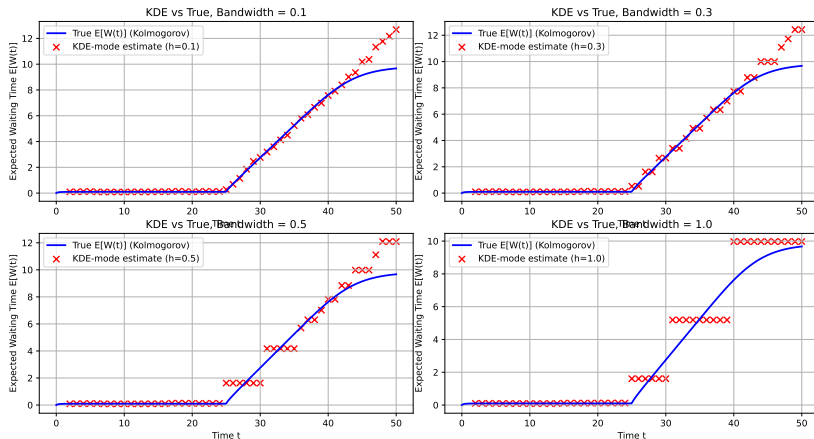 KDE vs True, Bandwidth = 0.1
Expected Waiting Time E[W(t)]
12
10
8
6
4
2
0
True E[W(t)] (Kolmogorov)
KDE-mode estimate (h=0.1)
0 10 20 30 40 50
Time t
KDE vs True, Bandwidth = 0.3
Expected Waiting Time E[W(t)]
12
10
8
6
4
2
0
True E[W(t)] (Kolmogorov)
KDE-mode estimate (h=0.3)
0 10 20 30 40 50
Time t
KDE vs True, Bandwidth = 0.5
Expected Waiting Time E[W(t)]
12
10
8
6
4
2
0
True E[W(t)] (Kolmogorov)
KDE-mode estimate (h=0.5)
0 10 20 30 40 50
Time t
KDE vs True, Bandwidth = 1.0
Expected Waiting Time E[W(t)]
10
8
6
4
2
0
True E[W(t)] (Kolmogorov)
KDE-mode estimate (h=1.0)
0 10 20 30 40 50
Time t